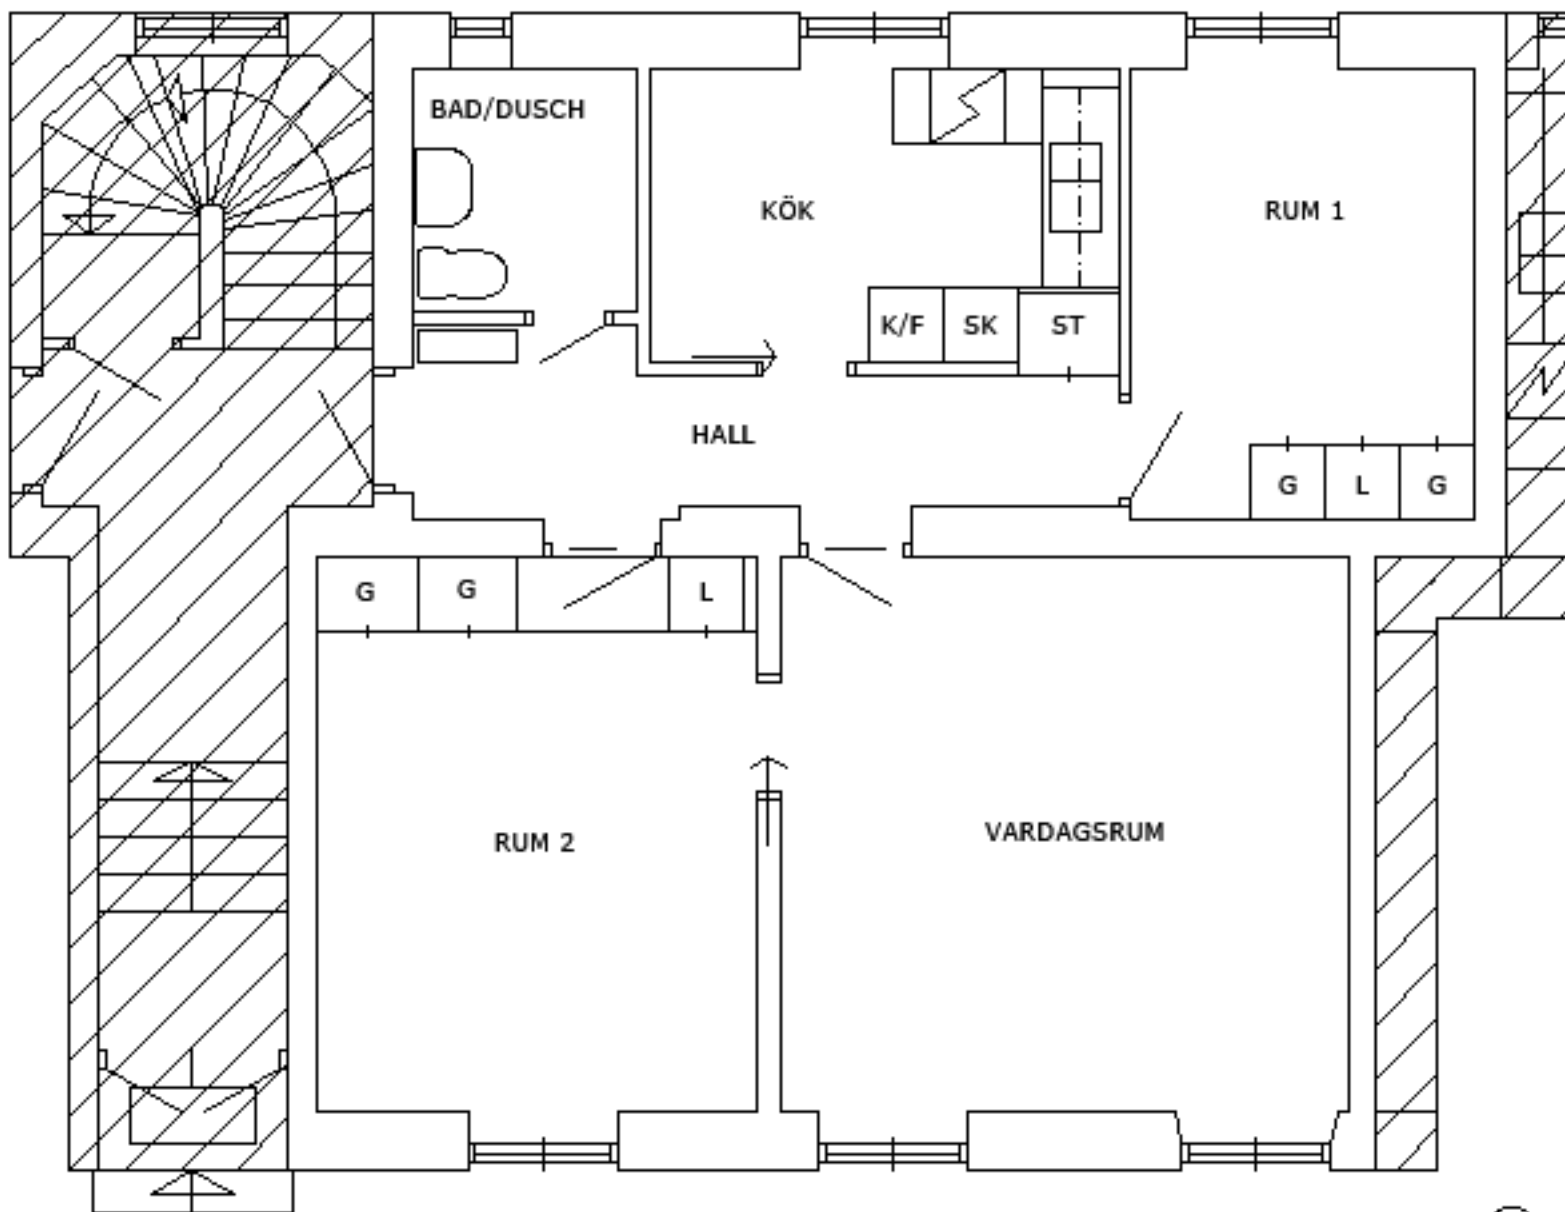 BAD/DUSCH
KÖK
RUM 1
K/F SK ST
HALL
G L G
G G L
RUM 2
VARDAGSRUM